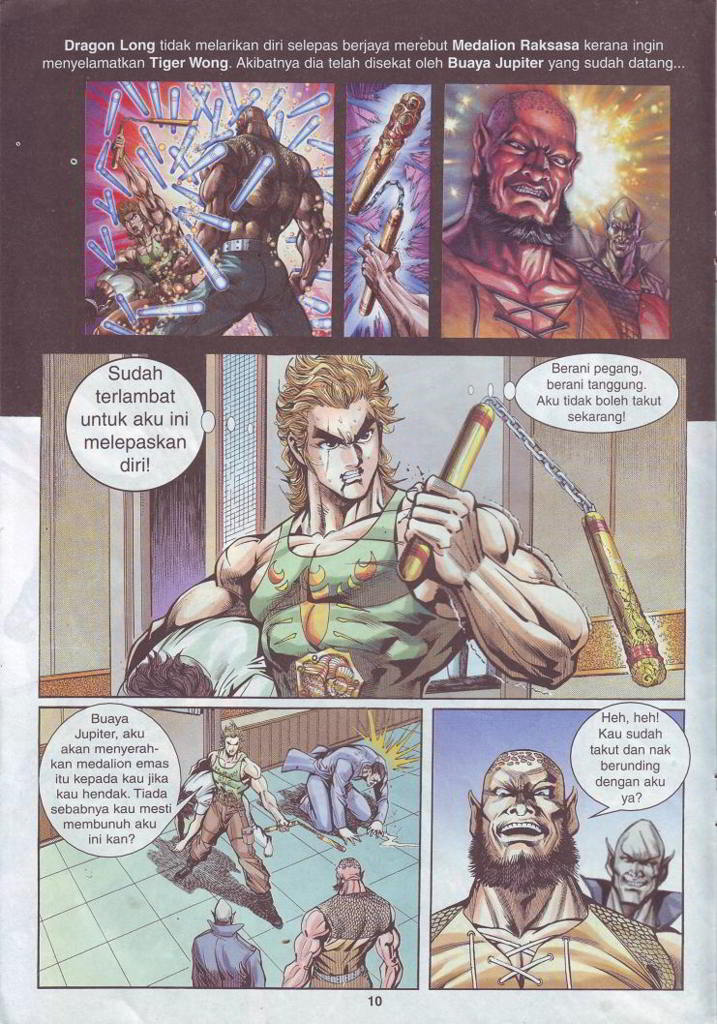 Dragon Long tidak melarikan diri selepas berjaya merebut Medalion Raksasa kerana ingin
menyelamatkan Tiger Wong. Akibatnya dia telah disekat oleh Buaya Jupiter yang sudah datang...
Sudah
terlambat
untuk aku ini
melepaskan
diri!
Berani pegang,
berani tanggung.
Aku tidak boleh takut
sekarang!
Buaya
Jupiter, aku
akan menyerah-
kan medalion emas
itu kepada kau jika
kau hendak. Tiada
sebabnya kau mesti
membunuh aku
ini kan?
Heh, heh!
Kau sudah
takut dan nak
berunding
dengan aku
ya?
10